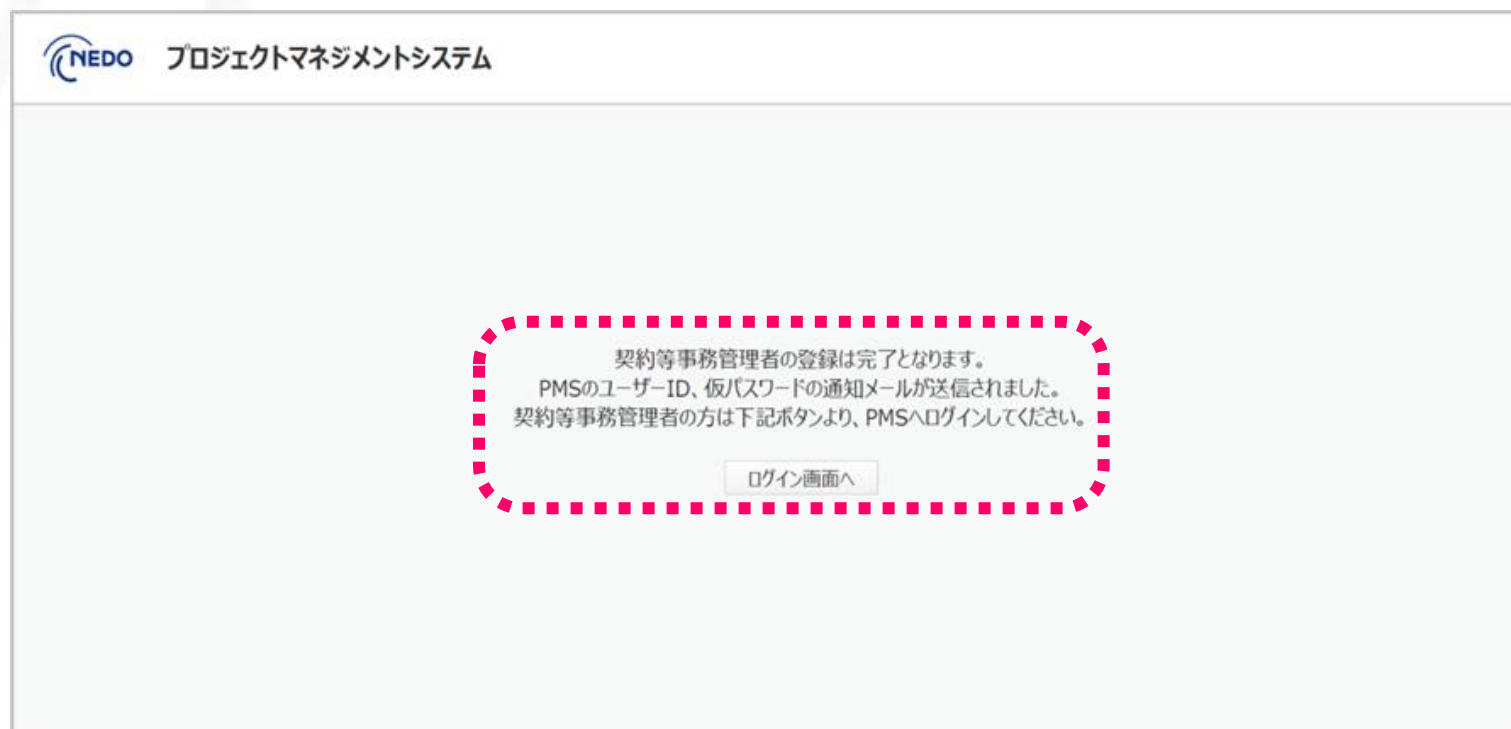 NEDO プロジェクトマネジメントシステム
契約等事務管理者の登録は完了となります。
PMSのユーザーID、仮パスワードの通知メールが送信されました。
契約等事務管理者の方は下記ボタンより、PMSへログインしてください。
ログイン画面へ